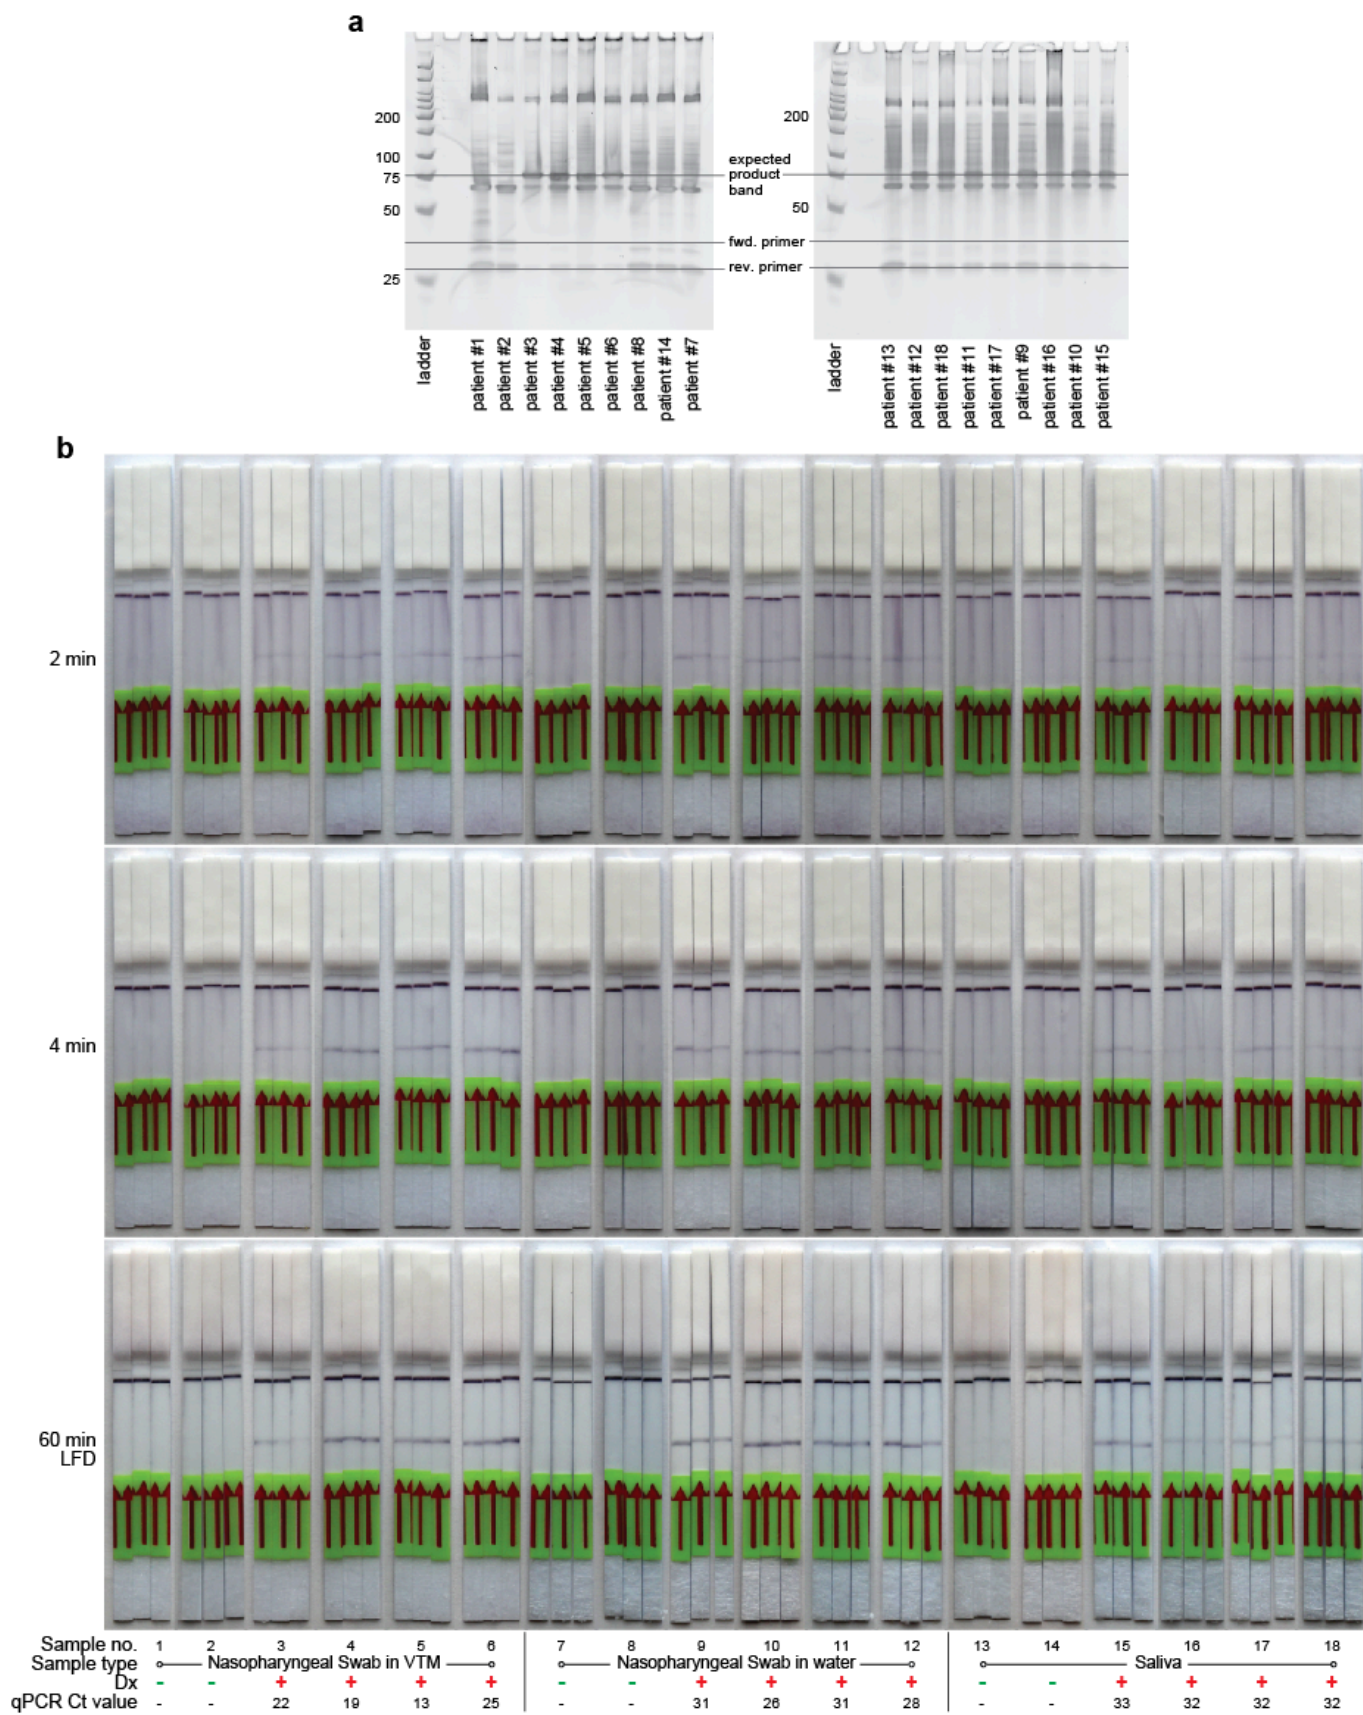 a
200
100
75
50
25
expected
product
band
fwd. primer
rev. primer
200
50
ladder
patient #1
patient #2
patient #3
patient #4
patient #5
patient #6
patient #8
patient #14
patient #7
ladder
patient #13
patient #12
patient #18
patient #11
patient #17
patient #9
patient #16
patient #10
patient #15
b
2 min
4 min
60 min
LFD
Sample no. 1 2 3 4 5 6 7 8 9 10 11 12 13 14 15 16 17 18
Sample type Nasopharyngeal Swab in VTM Nasopharyngeal Swab in water Saliva
Dx - - + + + + - - + + + + - - + + + +
qPCR Ct value - - 22 19 13 25 - - 31 26 31 28 - - 33 32 32 32